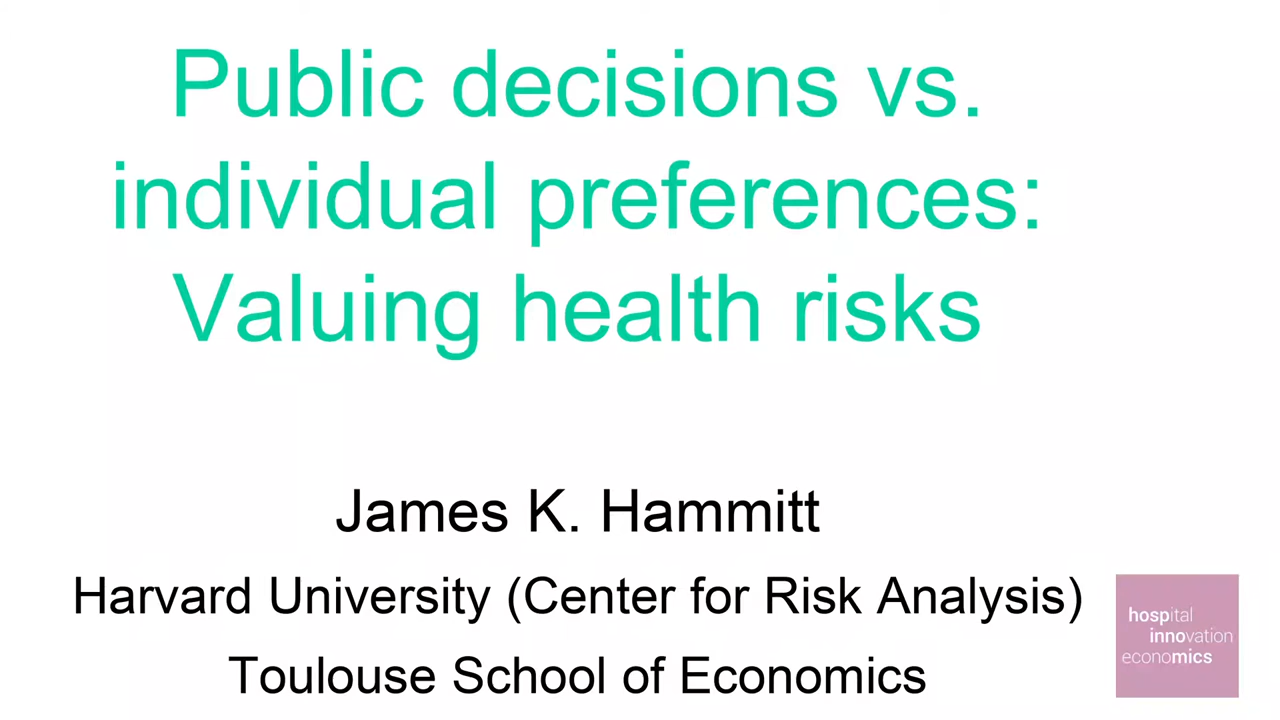 Public decisions vs.
individual preferences:
Valuing health risks
James K. Hammitt
Harvard University (Center for Risk Analysis)
Toulouse School of Economics
hospital
innovation
economics